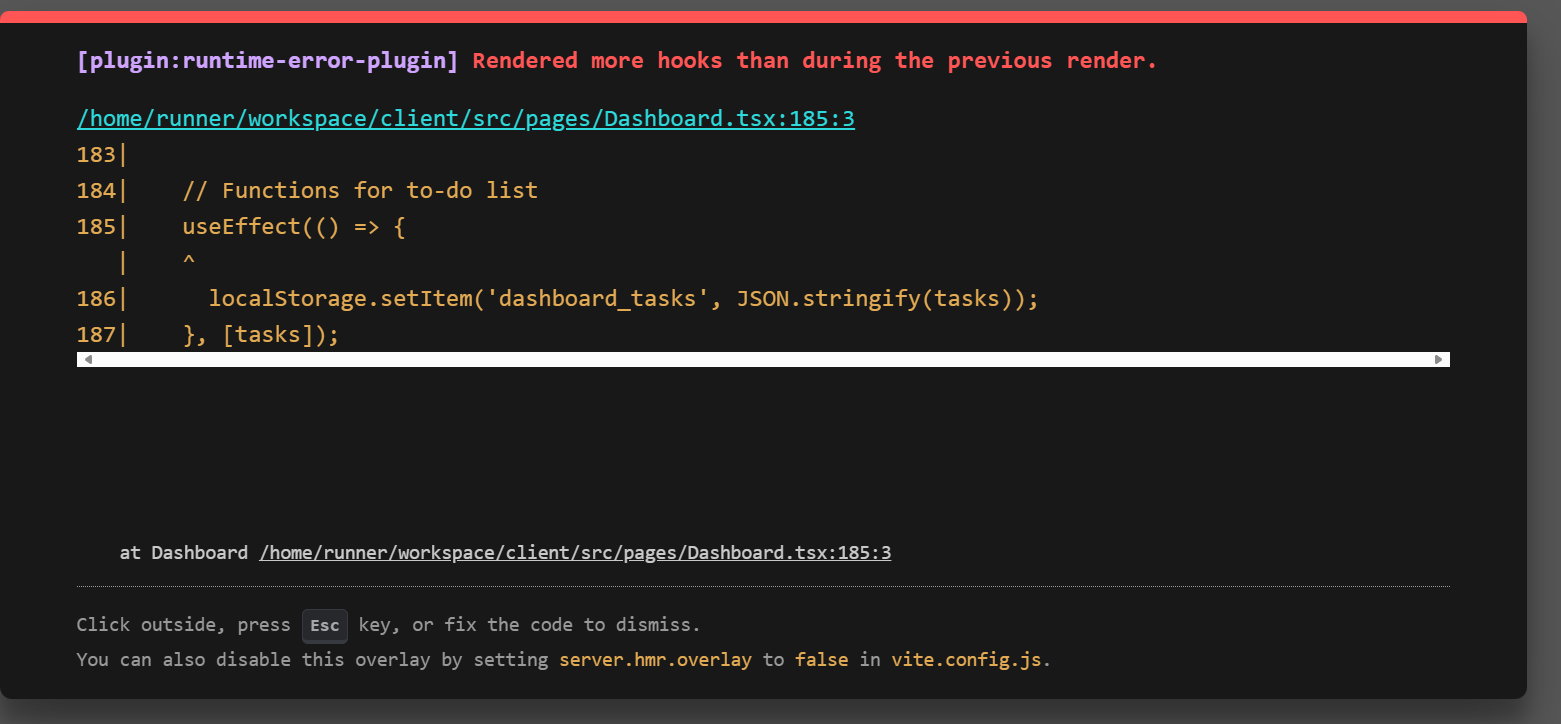 [plugin:runtime-error-plugin] Rendered more hooks than during the previous render.
/home/runner/workspace/client/src/pages/Dashboard.tsx:185:3
183|
184|    // Functions for to-do list
185|    useEffect(() => {
   |    ^
186|      localStorage.setItem('dashboard_tasks', JSON.stringify(tasks));
187|    }, [tasks]);
at Dashboard /home/runner/workspace/client/src/pages/Dashboard.tsx:185:3
Click outside, press Esc key, or fix the code to dismiss.
You can also disable this overlay by setting server.hmr.overlay to false in vite.config.js.